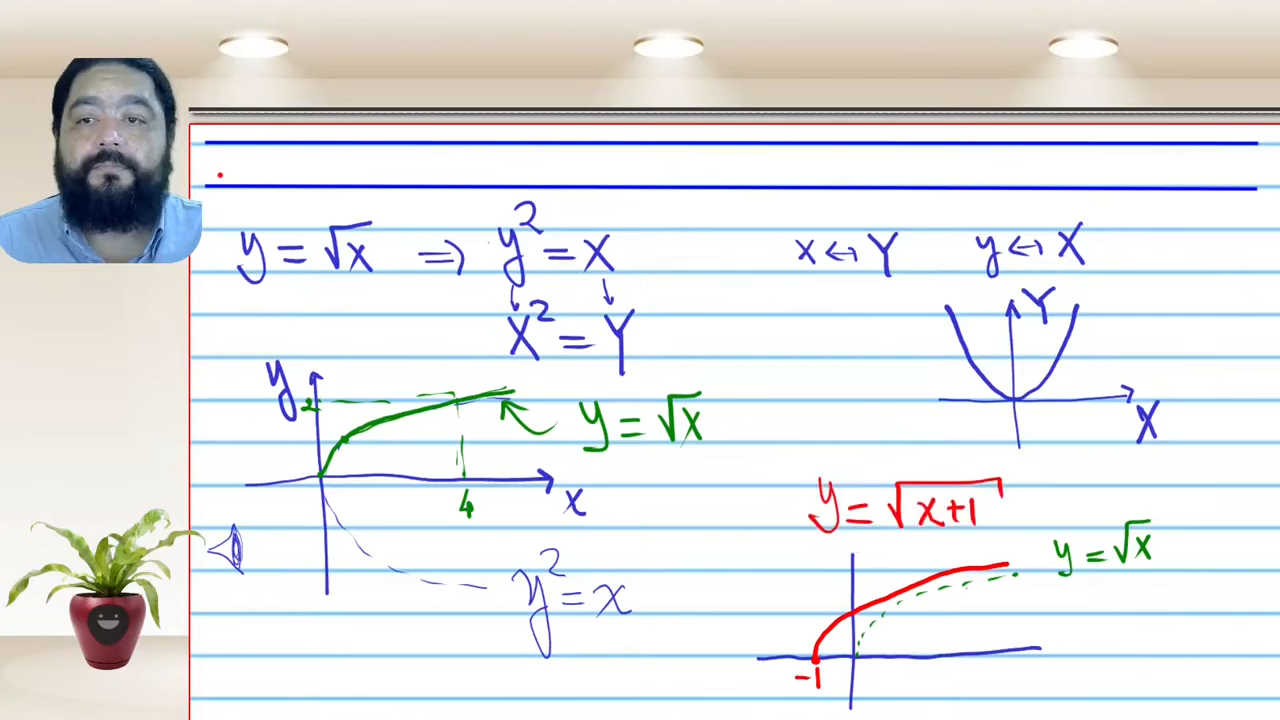 y = √x ⇒ y² = x
x ↔ Y y ↔ X
X² = Y
Y
X
y
2
y = √x
4
x
y² = x
y = √x+1
y = √x
-1